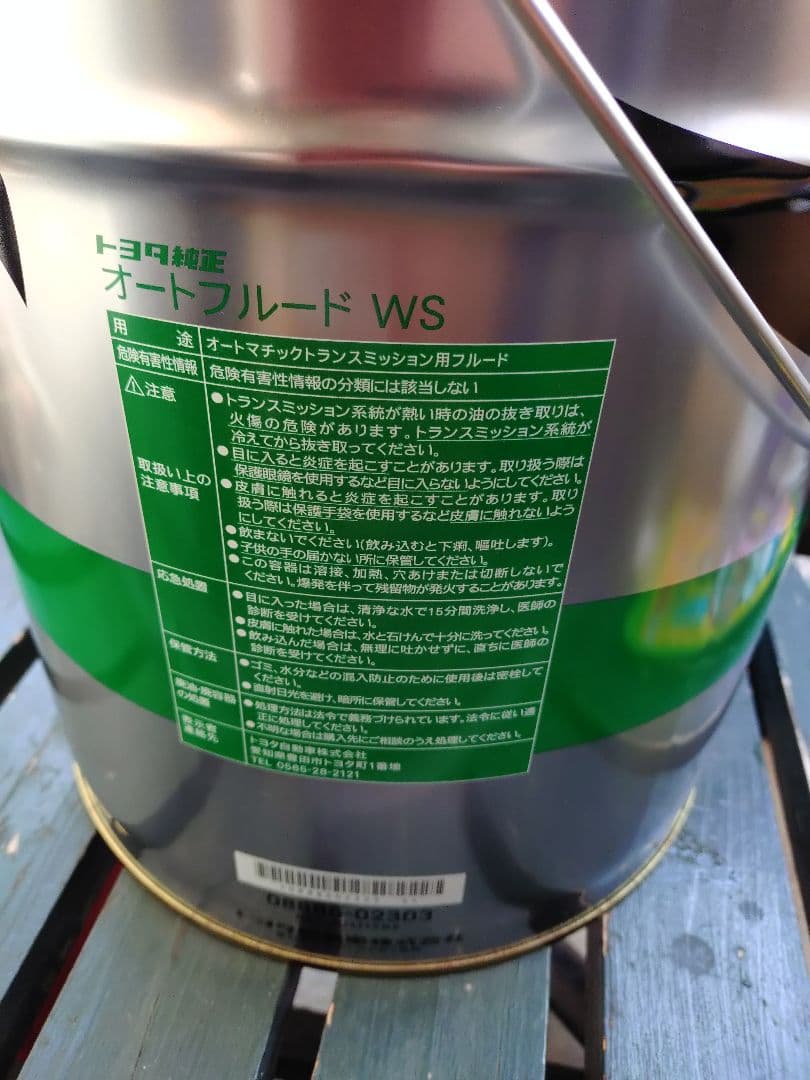 トヨタ純正
オートフルード WS
用 途 オートマチックトランスミッション用フルード
危険有害性情報 危険有害性情報の分類には該当しない
⚠注意
取扱い上の
注意事項
●トランスミッション系統が熱い時の油の抜き取りは、
火傷の危険があります。トランスミッション系統が
冷えてから抜き取ってください。
●目に入ると炎症を起こすことがあります。取り扱う際は
保護眼鏡を使用するなど目に入らないようにしてください。
●皮膚に触れると炎症を起こすことがあります。取り
扱う際は保護手袋を使用するなど皮膚に触れないよう
にしてください。
●飲まないでください(飲み込むと下痢、嘔吐します)。
●子供の手の届かない所に保管してください。
●この容器は溶接、加熱、穴あけまたは切断しないで
ください。爆発を伴って残留物が発火することがあります。
応急処置
●目に入った場合は、清浄な水で15分間洗浄し、医師の
診断を受けてください。
●皮膚に触れた場合は、水と石けんで十分に洗ってください。
●飲み込んだ場合は、無理に吐かせずに、直ちに医師の
診断を受けてください。
保管方法
●ゴミ、水分などの混入防止のために使用後は密栓して
ください。
●直射日光を避け、暗所に保管してください。
廃油・廃容器
の処置
●処理方法は法令で義務づけられています。法令に従い適
正に処理してください。
●不明な場合は購入先にご相談のうえ処理してください。
表示者
連絡先
トヨタ自動車株式会社
愛知県豊田市トヨタ町1番地
TEL 0565-28-2121
08886-02303
トヨタ自動車株式会社